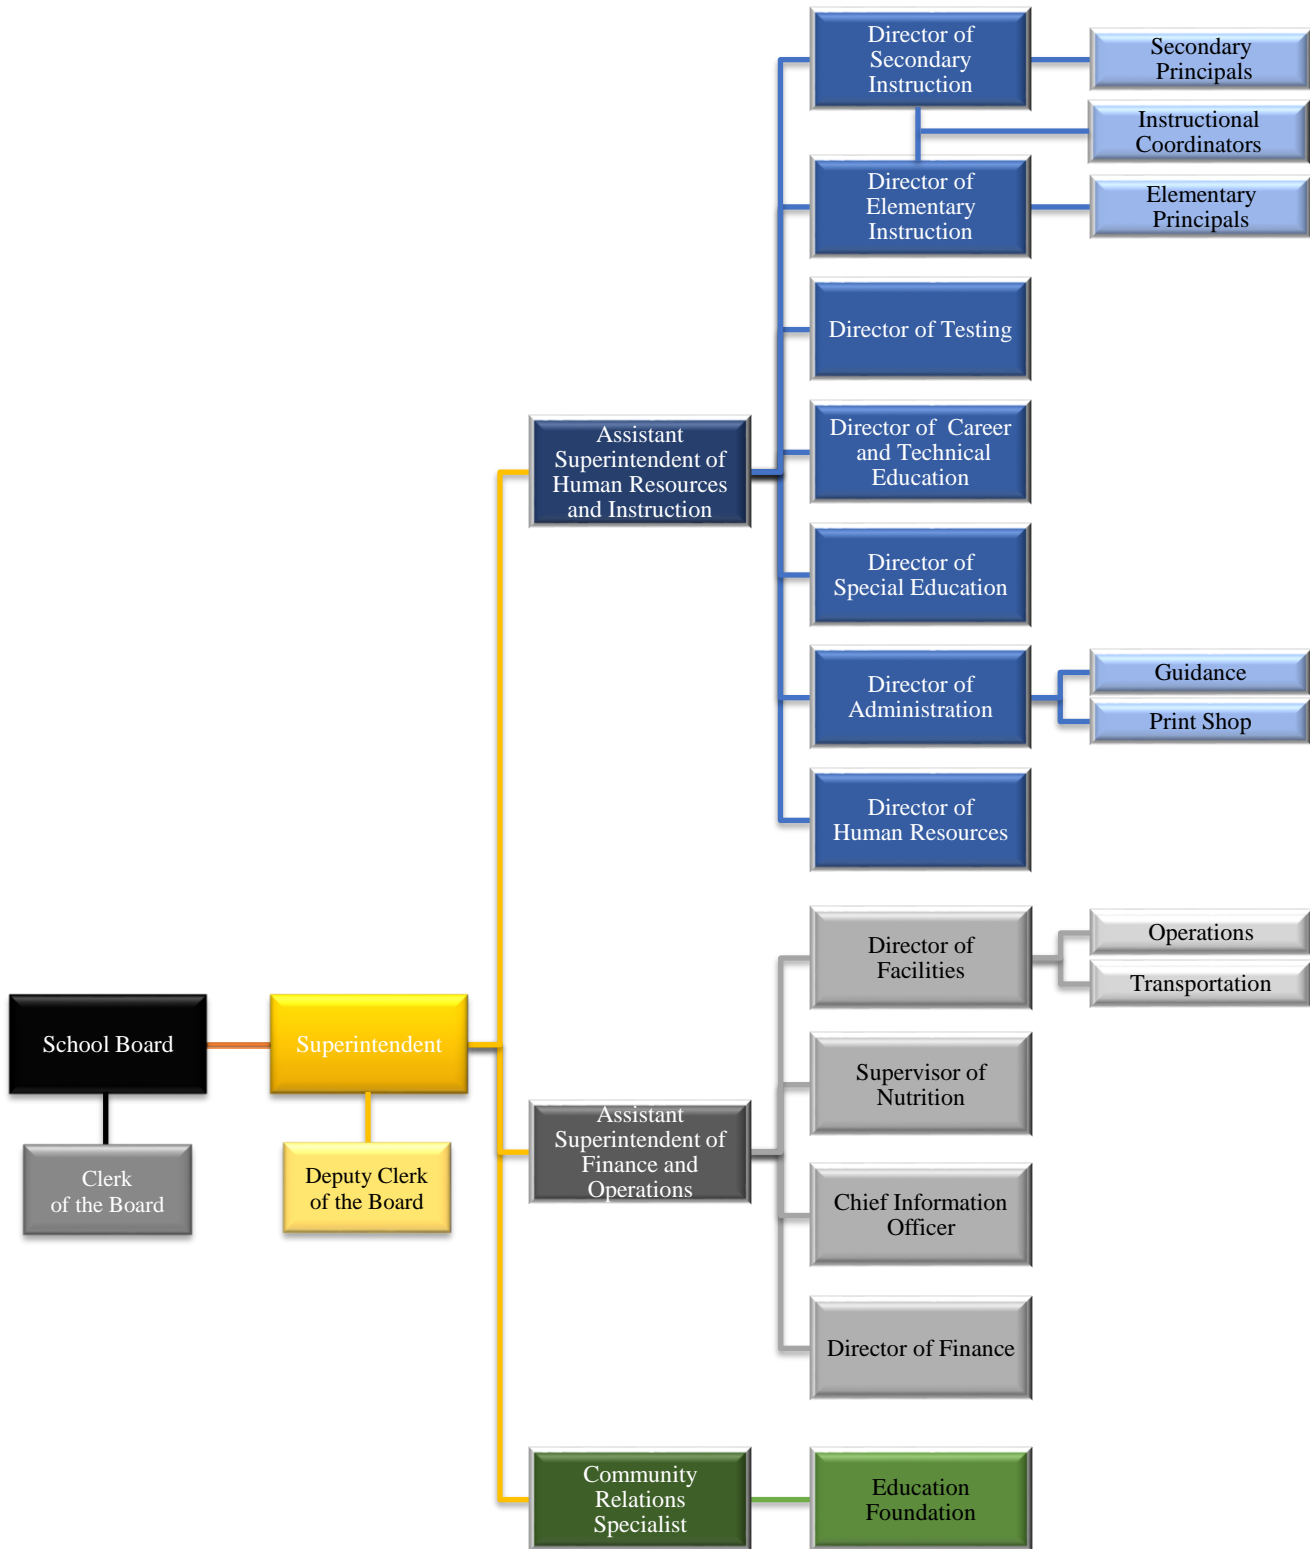 Director of
Secondary
Instruction
Secondary
Principals
Instructional
Coordinators
Director of
Elementary
Instruction
Elementary
Principals
Director of Testing
Assistant
Superintendent of
Human Resources
and Instruction
Director of  Career
and Technical
Education
Director of
Special Education
Director of
Administration
Guidance
Print Shop
Director of
Human Resources
Director of
Facilities
Operations
Transportation
School Board
Superintendent
Supervisor of
Nutrition
Clerk
of the Board
Deputy Clerk
of the Board
Assistant
Superintendent of
Finance and
Operations
Chief Information
Officer
Director of Finance
Community
Relations
Specialist
Education
Foundation